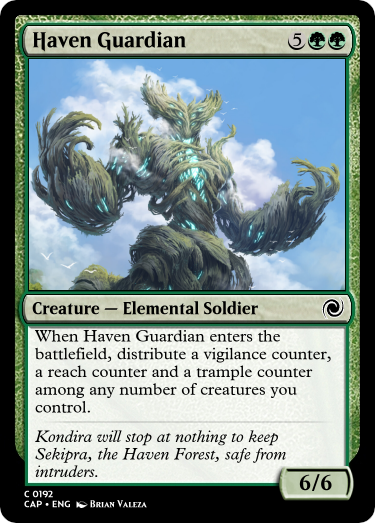 Haven Guardian 5
Creature — Elemental Soldier
When Haven Guardian enters the
battlefield, distribute a vigilance counter,
a reach counter and a trample counter
among any number of creatures you
control.
Kondira will stop at nothing to keep
Sekipra, the Haven Forest, safe from
intruders.
6/6
C 0192
CAP • ENG Brian Valeza